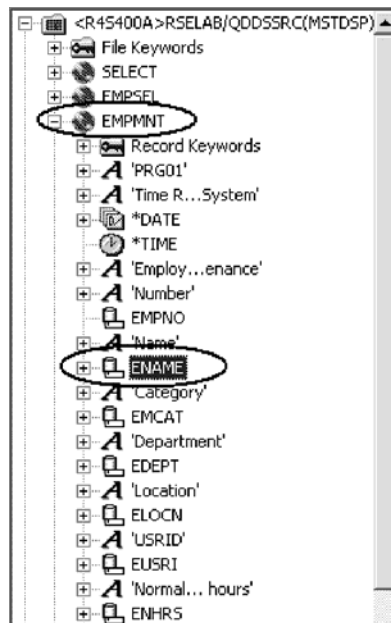 <R45400A>RSELAB/QDDSSRC(MSTDSP)
File Keywords
SELECT
EMPSEL
EMPMNT
Record Keywords
'PRG01'
'Time R...System'
*DATE
*TIME
'Employ...enance'
'Number'
EMPNO
'Name'
ENAME
'Category'
EMCAT
'Department'
EDEPT
'Location'
ELOCN
'USRID'
EUSRI
'Normal... hours'
ENHRS